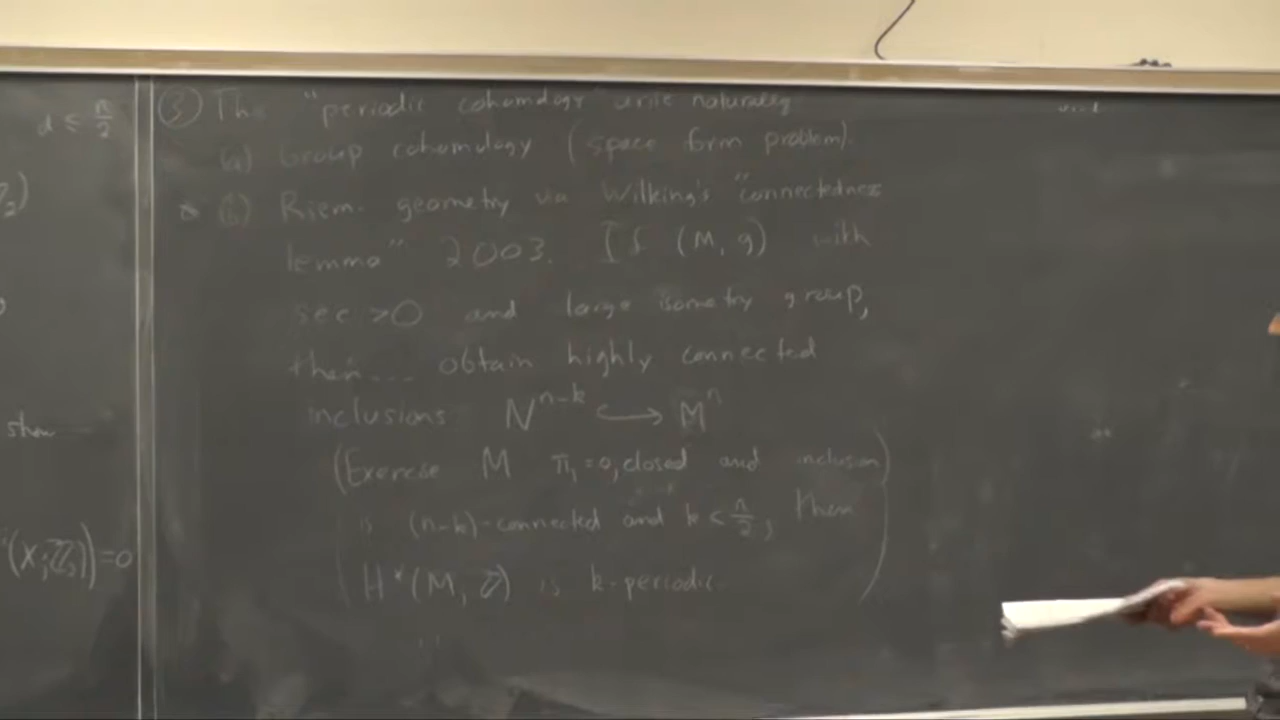 d ≤ n/2
③ The "periodic cohomology" arise naturally
(a) Group cohomology (space form problem).
(b) Riem. geometry via Wilking's "connectedness
lemma" 2003. If (M, g) with
sec >0 and large isometry group,
then... obtain highly connected
inclusions N^{n-k} ↪ M^n
(Exercise M π₁=0, closed and inclusion
is (n-k)-connected and k ≤ n/2, then
H*(M, ℤ) is k-periodic.)
show
(X;ℤ₂))=0